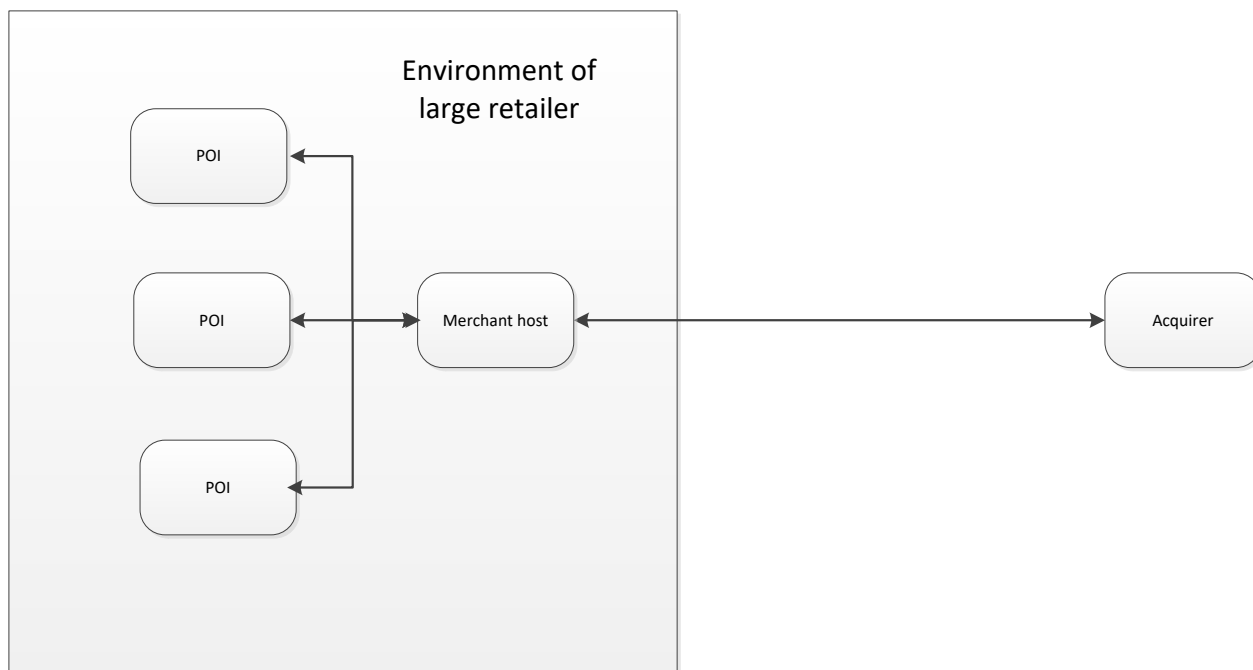 Environment of
large retailer
POI
POI
Merchant host
Acquirer
POI